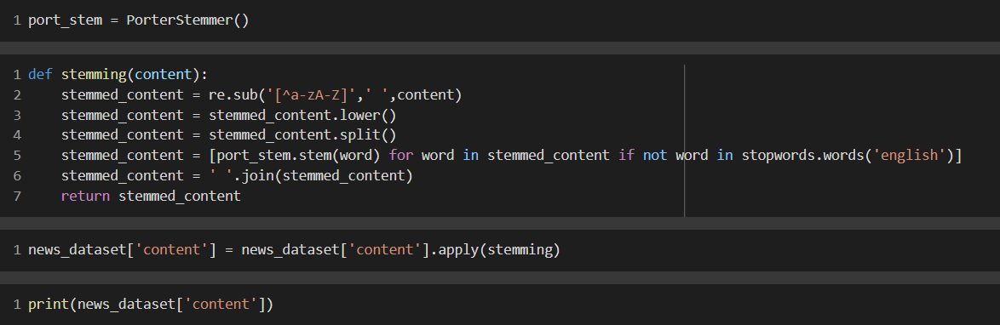 1 port_stem = PorterStemmer()
1 def stemming(content):
2     stemmed_content = re.sub('[^a-zA-Z]',' ',content)
3     stemmed_content = stemmed_content.lower()
4     stemmed_content = stemmed_content.split()
5     stemmed_content = [port_stem.stem(word) for word in stemmed_content if not word in stopwords.words('english')]
6     stemmed_content = ' '.join(stemmed_content)
7     return stemmed_content
1 news_dataset['content'] = news_dataset['content'].apply(stemming)
1 print(news_dataset['content'])